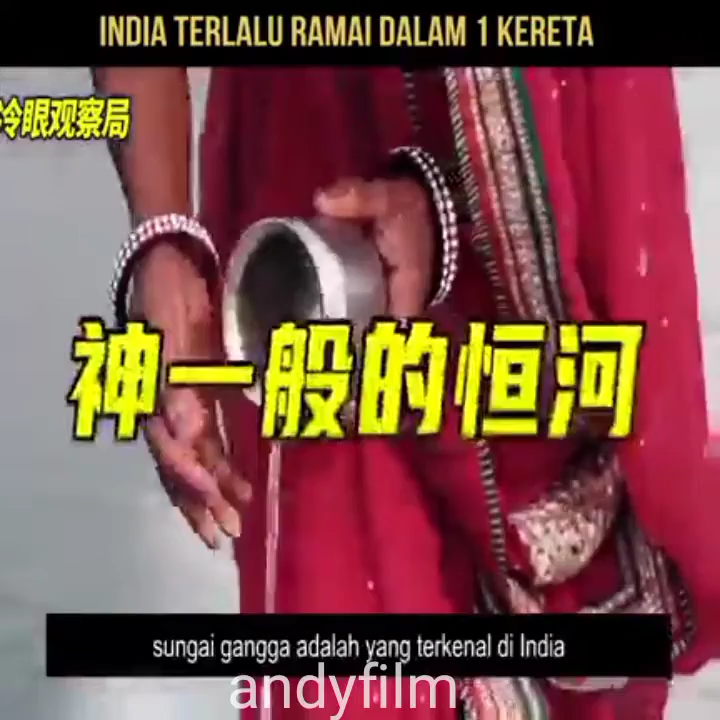 INDIA TERLALU RAMAI DALAM 1 KERETA
冷眼观察局
神一般的恒河
sungai gangga adalah yang terkenal di India
andyfilm